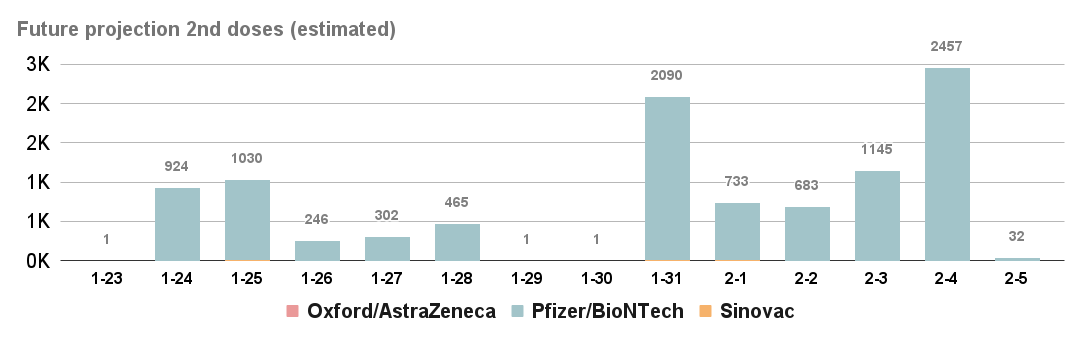 Future projection 2nd doses (estimated)
3K
2K
2K
1K
1K
0K
1
924
1030
246
302
465
1
1
2090
733
683
1145
2457
32
1-23 1-24 1-25 1-26 1-27 1-28 1-29 1-30 1-31 2-1 2-2 2-3 2-4 2-5
Oxford/AstraZeneca Pfizer/BioNTech Sinovac